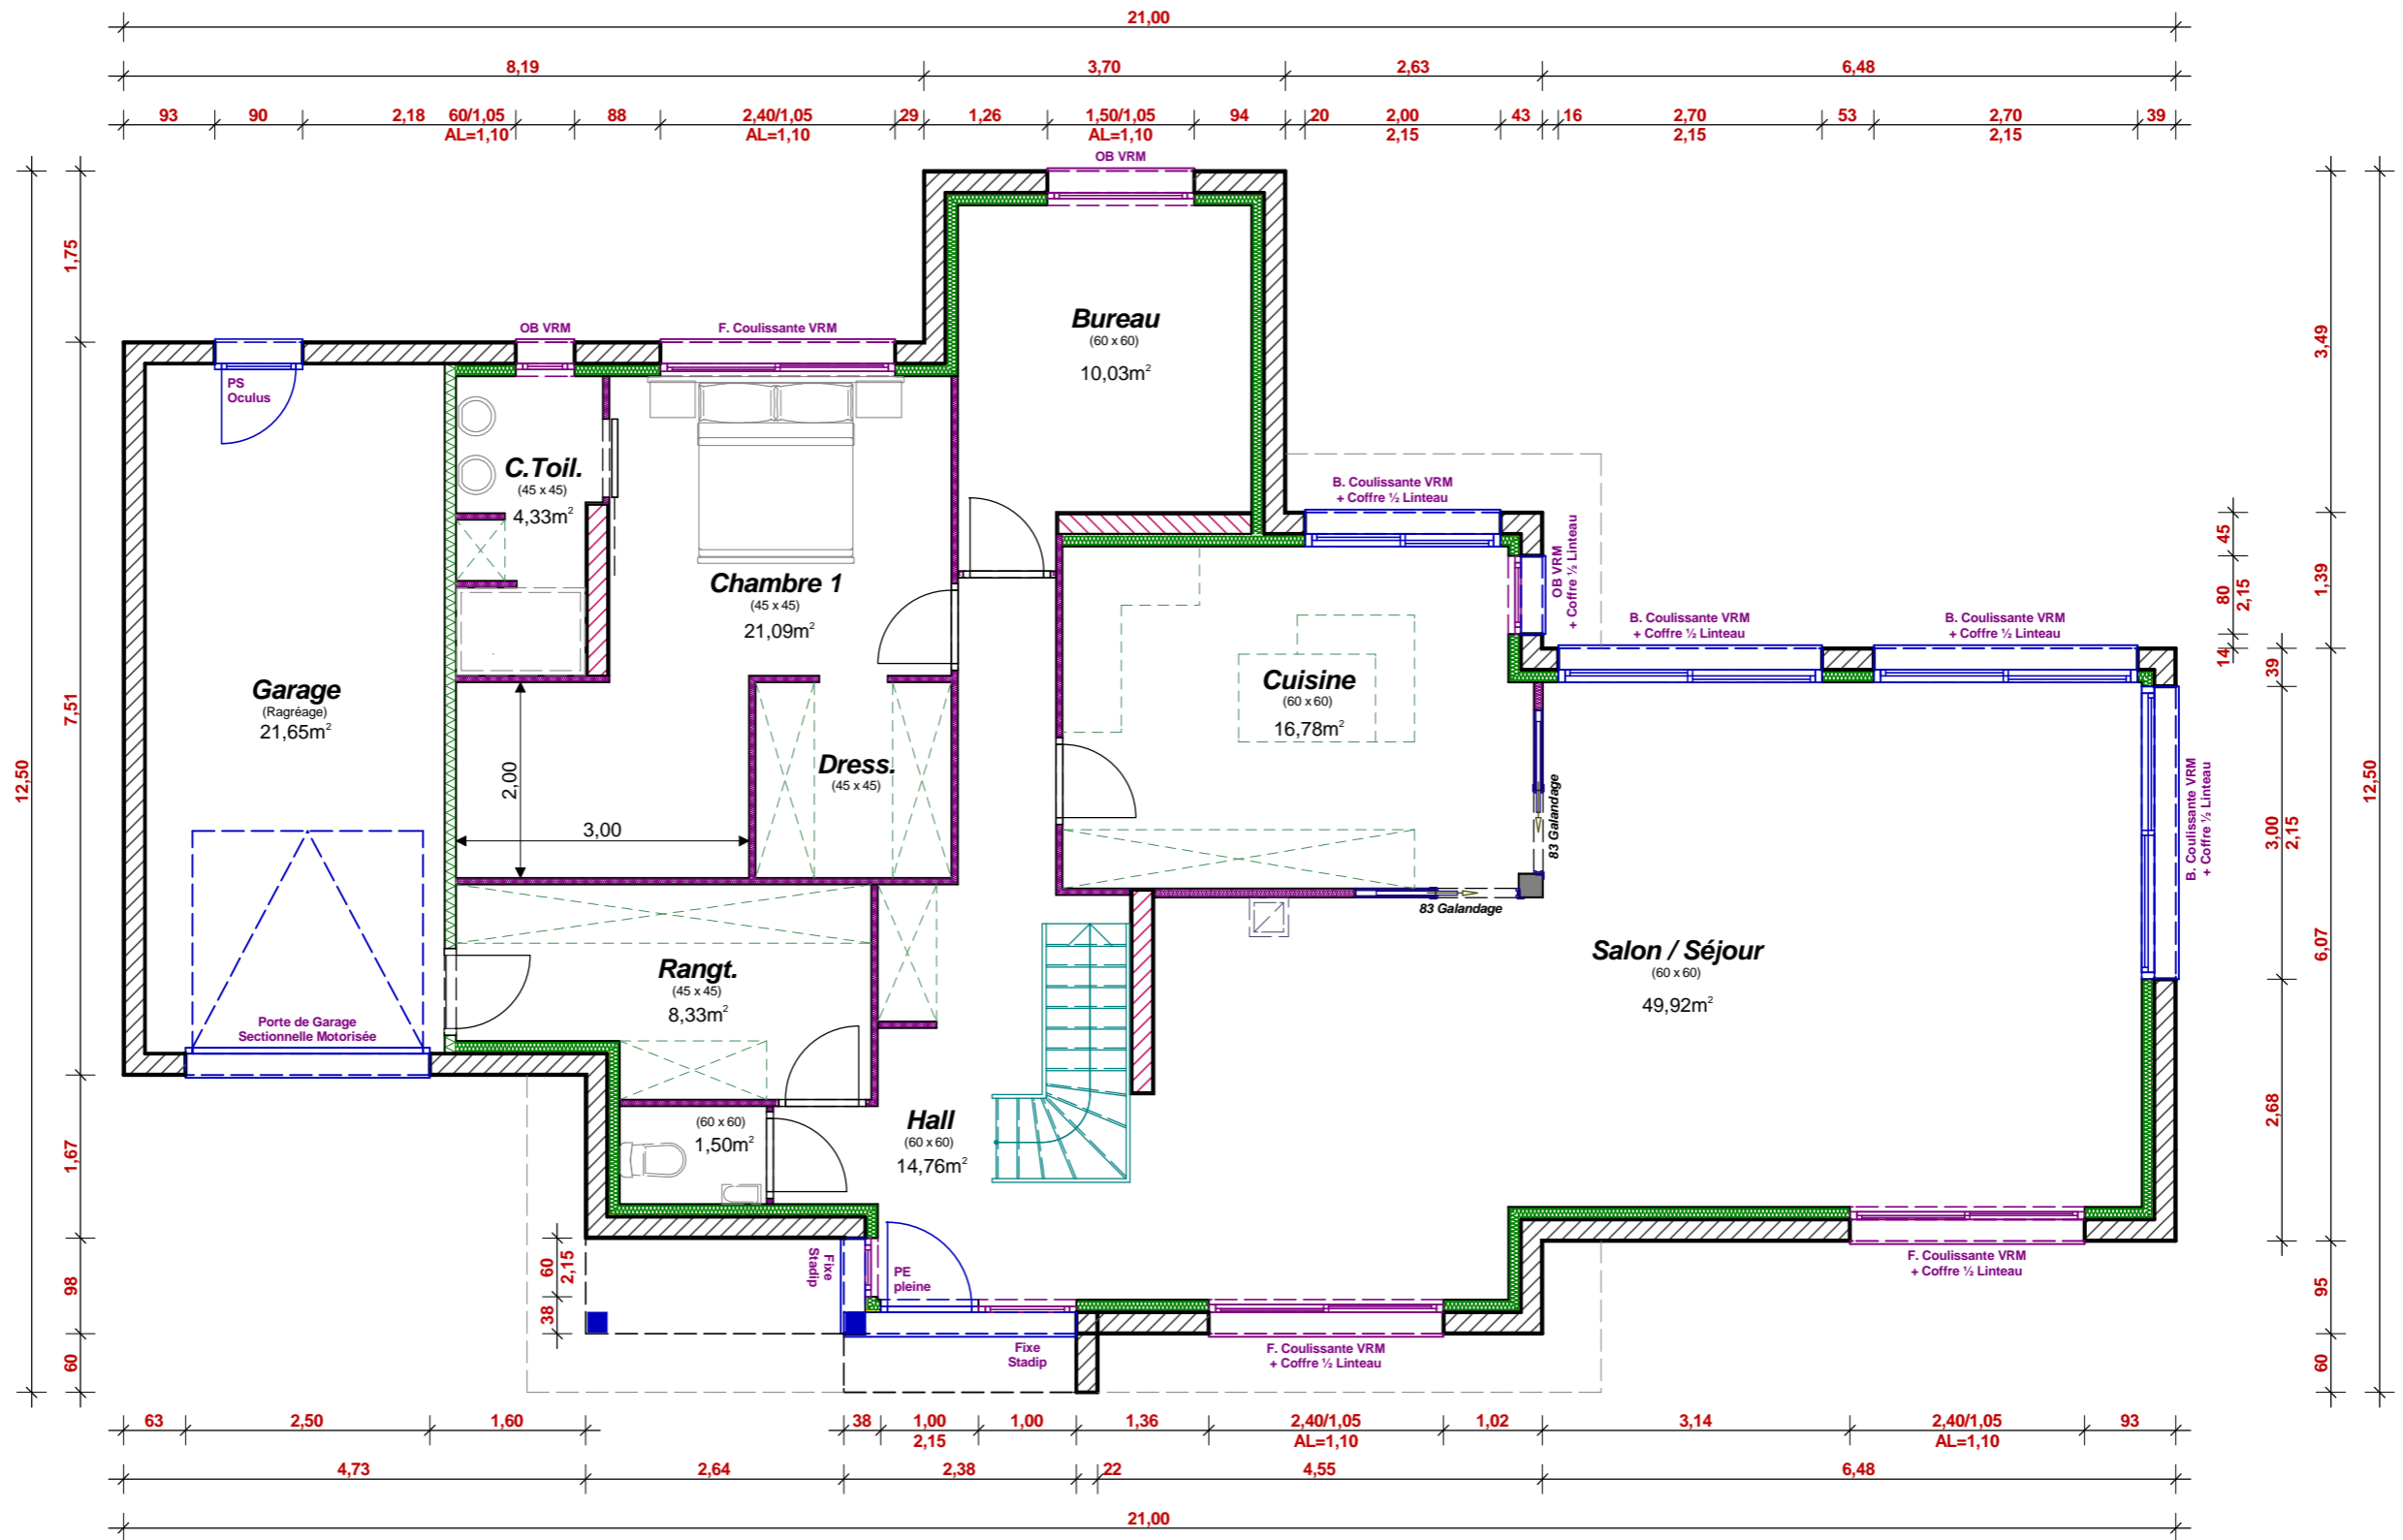 21,00
8,19 3,70 2,63 6,48
93 90 2,18 60/1,05 88 2,40/1,05 29 1,26 1,50/1,05 94 20 2,00 43 16 2,70 53 2,70 39
AL=1,10 AL=1,10 AL=1,10 2,15 2,15 2,15
OB VRM
OB VRM
F. Coulissante VRM
PS
Oculus
Bureau
(60 x 60)
10,03m²
C.Toil.
(45 x 45)
4,33m²
Chambre 1
(45 x 45)
21,09m²
B. Coulissante VRM
+ Coffre ½ Linteau
OB VRM
+ Coffre ½ Linteau
B. Coulissante VRM
+ Coffre ½ Linteau
B. Coulissante VRM
+ Coffre ½ Linteau
Garage
(Ragréage)
21,65m²
Cuisine
(60 x 60)
16,78m²
Dress.
(45 x 45)
2,00
3,00
83 Galandage
83 Galandage
B. Coulissante VRM
+ Coffre ½ Linteau
Salon / Séjour
(60 x 60)
49,92m²
Rangt.
(45 x 45)
8,33m²
Porte de Garage
Sectionnelle Motorisée
(60 x 60)
1,50m²
Hall
(60 x 60)
14,76m²
Fixe
Stadip
PE
pleine
Fixe
Stadip
F. Coulissante VRM
+ Coffre ½ Linteau
F. Coulissante VRM
+ Coffre ½ Linteau
12,50
1,75
7,51
1,67
98
60
60
2,15
38
45
80
2,15
14
39
3,00
2,15
2,68
3,49
1,39
6,07
95
60
12,50
63 2,50 1,60 38 1,00 1,00 1,36 2,40/1,05 1,02 3,14 2,40/1,05 93
2,15 AL=1,10 AL=1,10
4,73 2,64 2,38 22 4,55 6,48
21,00